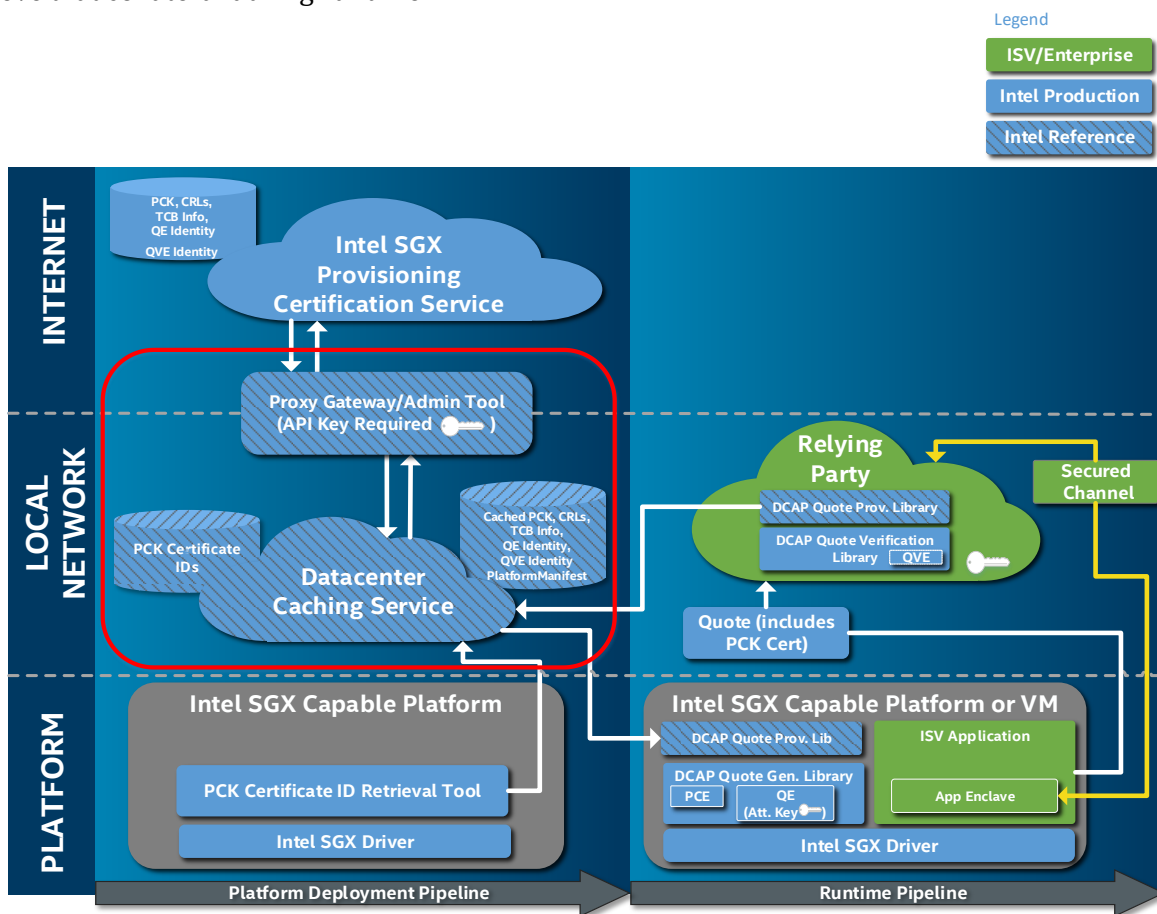 Legend
ISV/Enterprise
Intel Production
Intel Reference
INTERNET
PCK, CRLs,
TCB Info,
QE Identity
QVE Identity
Intel SGX
Provisioning
Certification Service
Proxy Gateway/Admin Tool
(API Key Required )
LOCAL
NETWORK
PCK Certificate
IDs
Cached PCK, CRLs,
TCB Info,
QE Identity,
QVE Identity
PlatformManifest
Datacenter
Caching Service
Relying
Party
DCAP Quote Prov. Library
DCAP Quote Verification
Library QVE
Secured
Channel
Quote (includes
PCK Cert)
PLATFORM
Intel SGX Capable Platform
PCK Certificate ID Retrieval Tool
Intel SGX Driver
Intel SGX Capable Platform or VM
DCAP Quote Prov. Lib
DCAP Quote Gen. Library
PCE
QE
(Att. Key )
ISV Application
App Enclave
Intel SGX Driver
Platform Deployment Pipeline
Runtime Pipeline